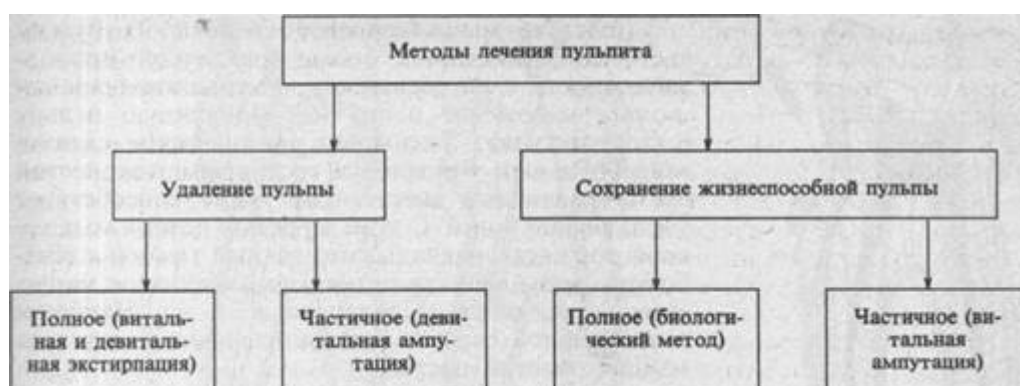 Методы лечения пульпита
Удаление пульпы
Сохранение жизнеспособной пульпы
Полное (виталь-
ная и девиталь-
ная экстирпация)
Частичное (деви-
тальная ампу-
тация)
Полное (биологи-
ческий метод)
Частичное (ви-
тальная
ампутация)